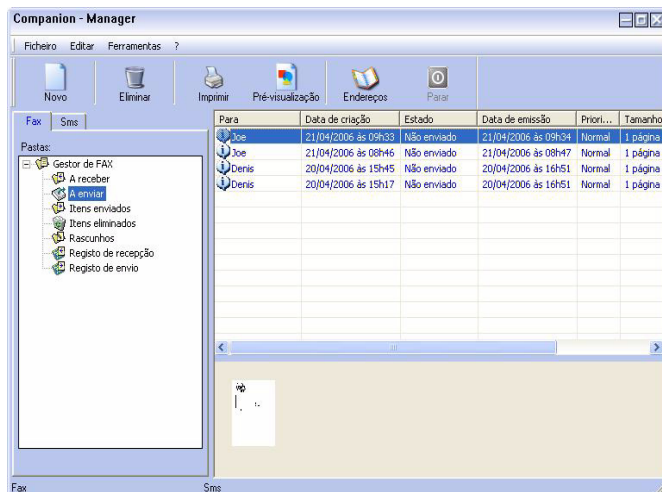 Companion - Manager
Ficheiro Editar Ferramentas ?
Novo Eliminar Imprimir Pré-visualização Endereços Parar
Fax Sms
Pastas:
Gestor de FAX
A receber
A enviar
Itens enviados
Itens eliminados
Rascunhos
Registo de recepção
Registo de envio
Para Data de criação Estado Data de emissão Priori... Tamanho
Joe 21/04/2006 às 09h33 Não enviado 21/04/2006 às 09h34 Normal 1 página
Joe 21/04/2006 às 08h46 Não enviado 21/04/2006 às 08h47 Normal 1 página
Denis 20/04/2006 às 15h45 Não enviado 20/04/2006 às 16h51 Normal 1 página
Denis 20/04/2006 às 15h17 Não enviado 20/04/2006 às 16h51 Normal 1 página
Fax Sms